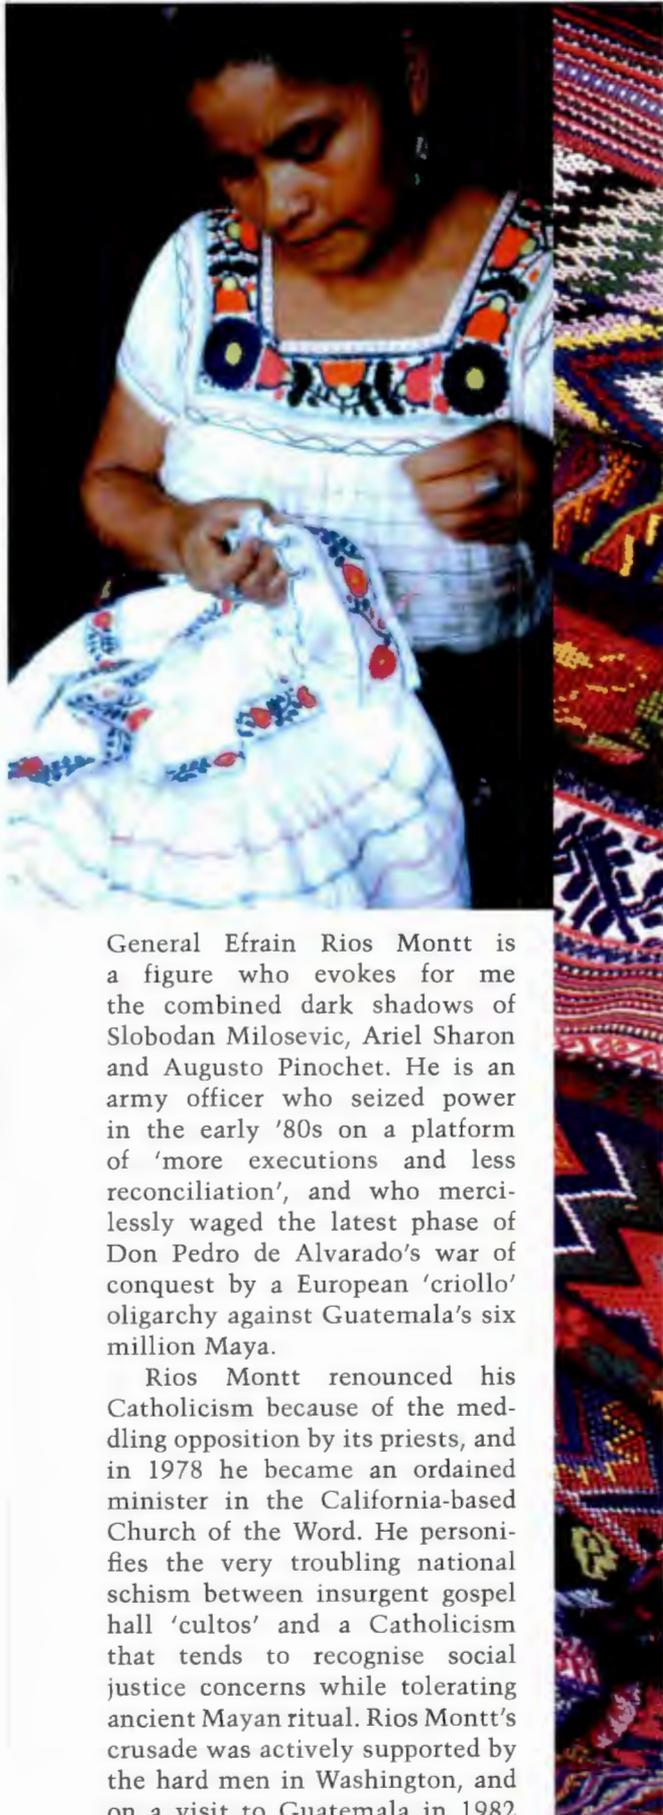 General Efrain Rios Montt is
a figure who evokes for me
the combined dark shadows of
Slobodan Milosevic, Ariel Sharon
and Augusto Pinochet. He is an
army officer who seized power
in the early '80s on a platform
of 'more executions and less
reconciliation', and who merci-
lessly waged the latest phase of
Don Pedro de Alvarado's war of
conquest by a European 'criollo'
oligarchy against Guatemala's six
million Maya.
Rios Montt renounced his
Catholicism because of the med-
dling opposition by its priests, and
in 1978 he became an ordained
minister in the California-based
Church of the Word. He personi-
fies the very troubling national
schism between insurgent gospel
hall 'cultos' and a Catholicism
that tends to recognise social
justice concerns while tolerating
ancient Mayan ritual. Rios Montt's
crusade was actively supported by
the hard men in Washington, and
on a visit to Guatemala in 1982